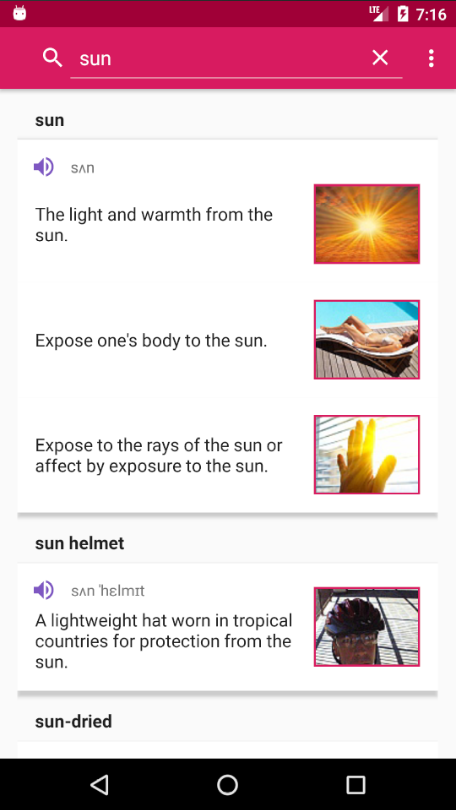 LTE 7:16
sun
sun
sʌn
The light and warmth from the
sun.
Expose one's body to the sun.
Expose to the rays of the sun or
affect by exposure to the sun.
sun helmet
sʌn ˈhɛlmɪt
A lightweight hat worn in tropical
countries for protection from the
sun.
sun-dried